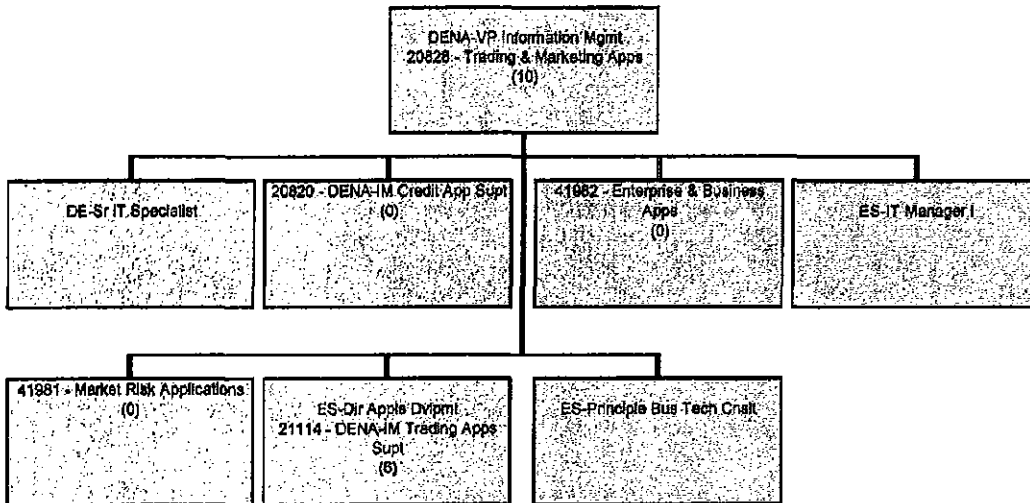 DENA-VP Information Mgmt
20828 - Trading & Marketing Apps
(10)
DE-Sr IT Specialist
20820 - DENA-IM Credit App Supt
(0)
41982 - Enterprise & Business
Apps
(0)
ES-IT Manager I
41981 - Market Risk Applications
(0)
ES-Dir Applls Dvlpmt
21114 - DENA-IM Trading Apps
Supt
(6)
ES-Principle Bus Tech Cnslt